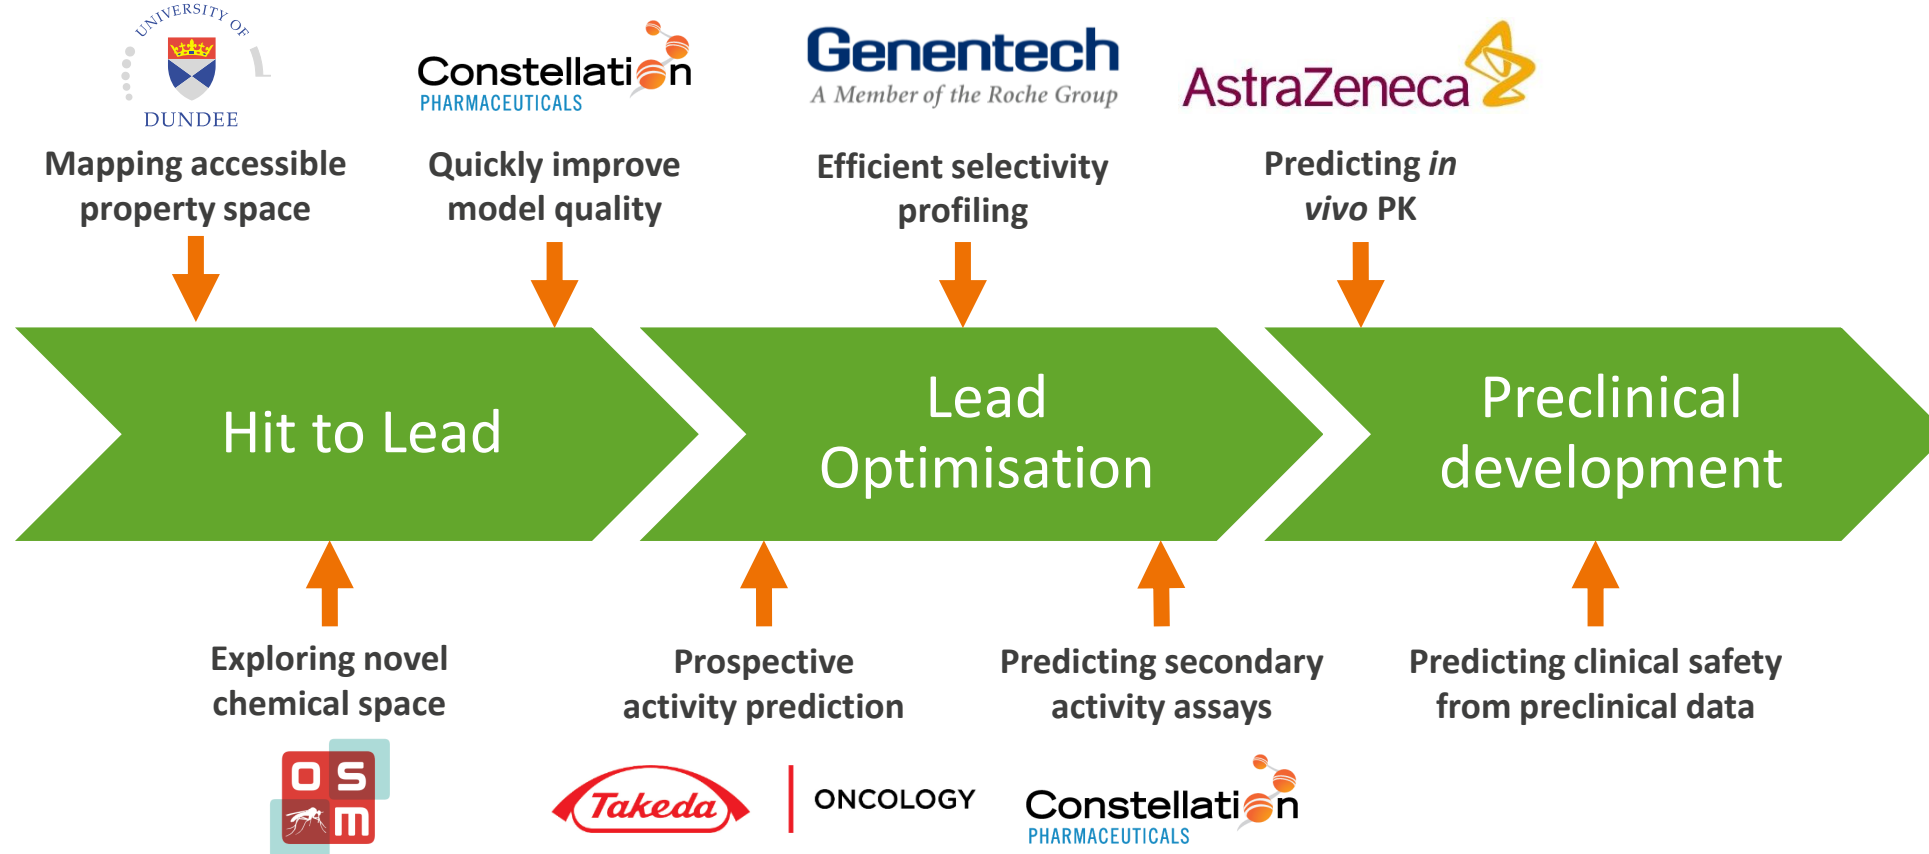 UNIVERSITY OF
DUNDEE
Constellation
PHARMACEUTICALS
Genentech
A Member of the Roche Group
AstraZeneca
Mapping accessible
property space
Quickly improve
model quality
Efficient selectivity
profiling
Predicting in
vivo PK
Hit to Lead
Lead
Optimisation
Preclinical
development
Exploring novel
chemical space
Prospective
activity prediction
Predicting secondary
activity assays
Predicting clinical safety
from preclinical data
OS
m
Takeda
ONCOLOGY
Constellation
PHARMACEUTICALS